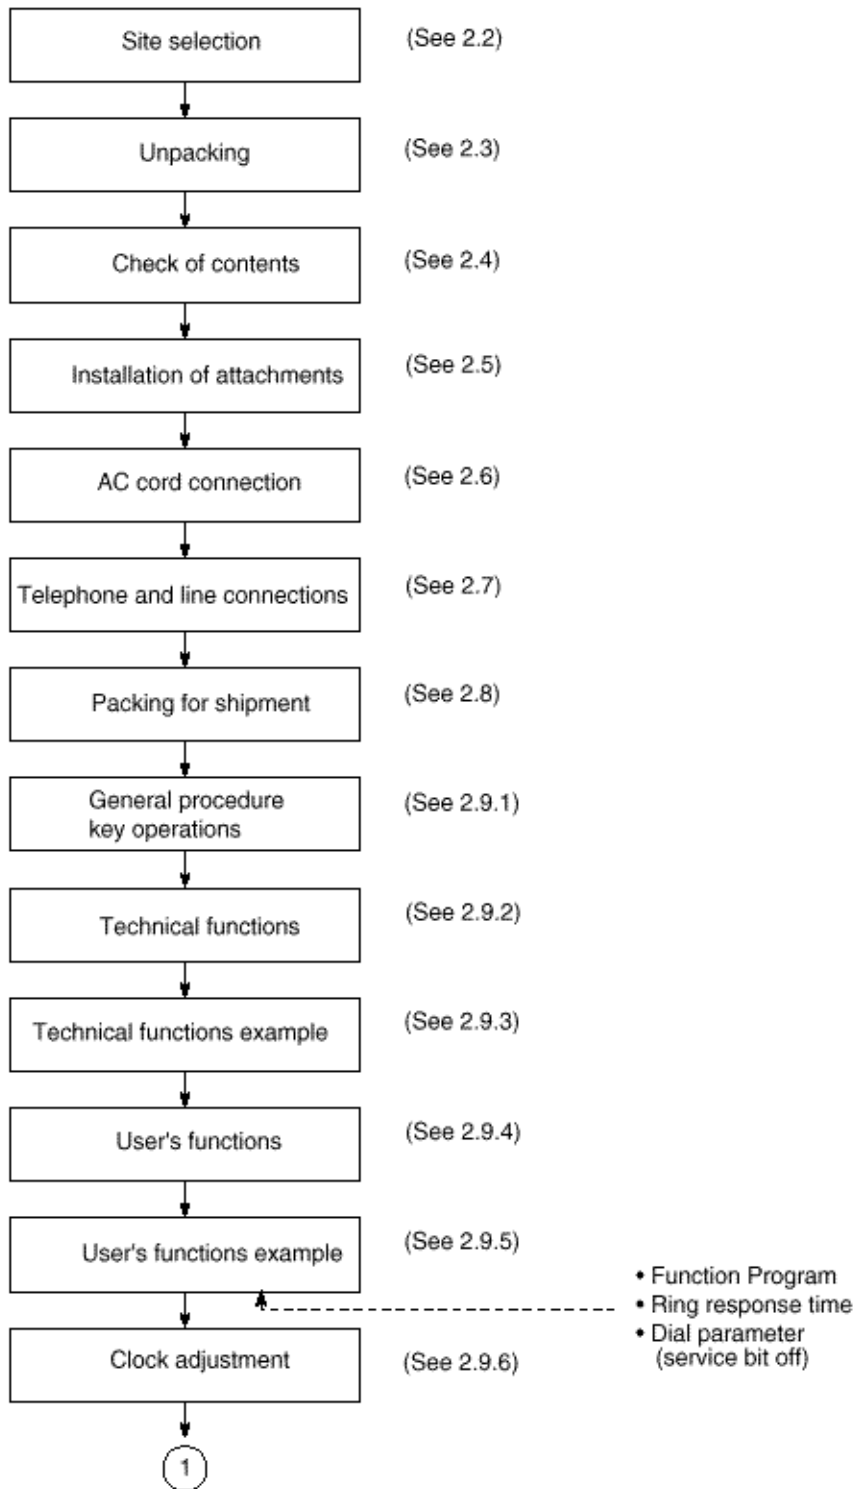 Site selection
(See 2.2)
Unpacking
(See 2.3)
Check of contents
(See 2.4)
Installation of attachments
(See 2.5)
AC cord connection
(See 2.6)
Telephone and line connections
(See 2.7)
Packing for shipment
(See 2.8)
General procedure
key operations
(See 2.9.1)
Technical functions
(See 2.9.2)
Technical functions example
(See 2.9.3)
User's functions
(See 2.9.4)
User's functions example
(See 2.9.5)
• Function Program
• Ring response time
• Dial parameter
(service bit off)
Clock adjustment
(See 2.9.6)
1